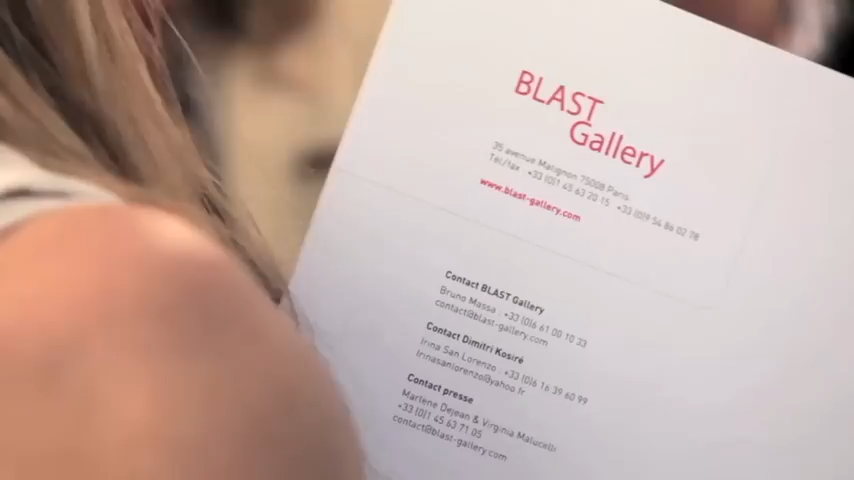 BLAST
Gallery
35 avenue Matignon 75008 Paris
Tel/fax : +33 (0)1 45 63 20 15 +33 (0)9 54 86 02 78
www.blast-gallery.com
Contact BLAST Gallery
Bruno Massa : +33 (0)6 61 00 10 33
contact@blast-gallery.com
Contact Dimitri Kosiré
Irina San Lorenzo : +33 (0)6 16 39 60 99
Irinasanlorenzo@yahoo.fr
Contact presse
Marlene Dejean & Virginia Malucelli
+33 (0)1 45 63 71 05
contact@blast-gallery.com